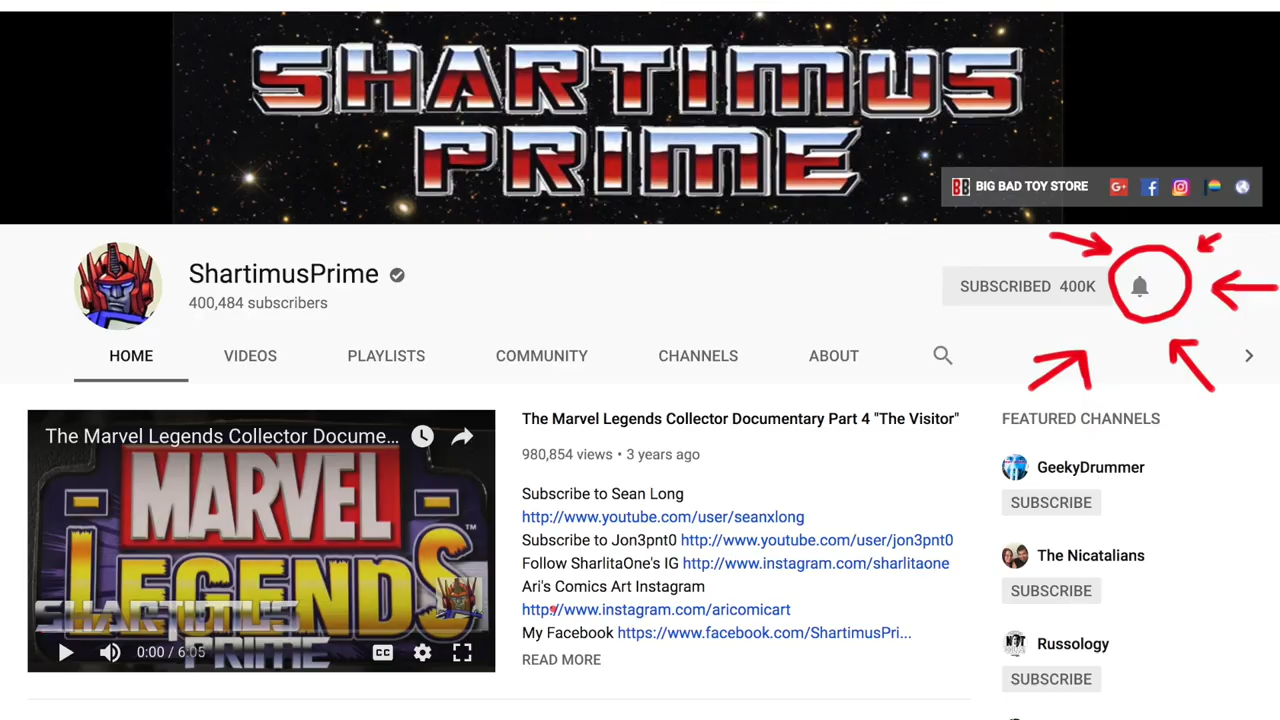 SHARTIMUS
PRIME
BIG BAD TOY STORE
ShartimusPrime
400,484 subscribers
SUBSCRIBED 400K
HOME VIDEOS PLAYLISTS COMMUNITY CHANNELS ABOUT
The Marvel Legends Collector Docume...
MARVEL
LEGENDS
TM
SHARTIMUS
PRIME
0:00 / 6:05
CC
The Marvel Legends Collector Documentary Part 4 "The Visitor"
980,854 views • 3 years ago
Subscribe to Sean Long
http://www.youtube.com/user/seanxlong
Subscribe to Jon3pnt0 http://www.youtube.com/user/jon3pnt0
Follow SharlitaOne's IG http://www.instagram.com/sharlitaone
Ari's Comics Art Instagram
https://www.instagram.com/aricomicart
My Facebook https://www.facebook.com/ShartimusPri...
READ MORE
FEATURED CHANNELS
GeekyDrummer
SUBSCRIBE
The Nicatalians
SUBSCRIBE
Russology
SUBSCRIBE